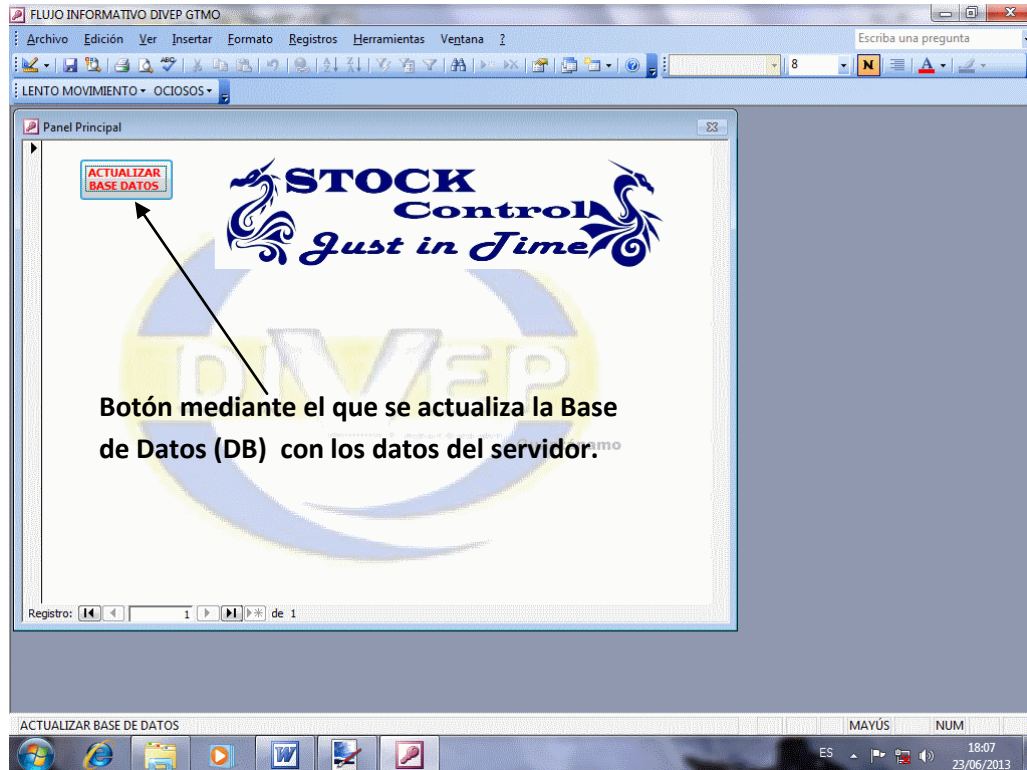 FLUJO INFORMATIVO DIVEP GTMO
Archivo Edición Ver Insertar Formato Registros Herramientas Ventana ?
Escriba una pregunta
8 N A
LENTO MOVIMIENTO OCIOSOS
Panel Principal
ACTUALIZAR
BASE DATOS
STOCK
Control
Just in Time
DIVEP
Botón mediante el que se actualiza la Base
de Datos (DB) con los datos del servidor.
Registro: 1 de 1
ACTUALIZAR BASE DE DATOS
MAYÚS NUM
ES
18:07
23/06/2013